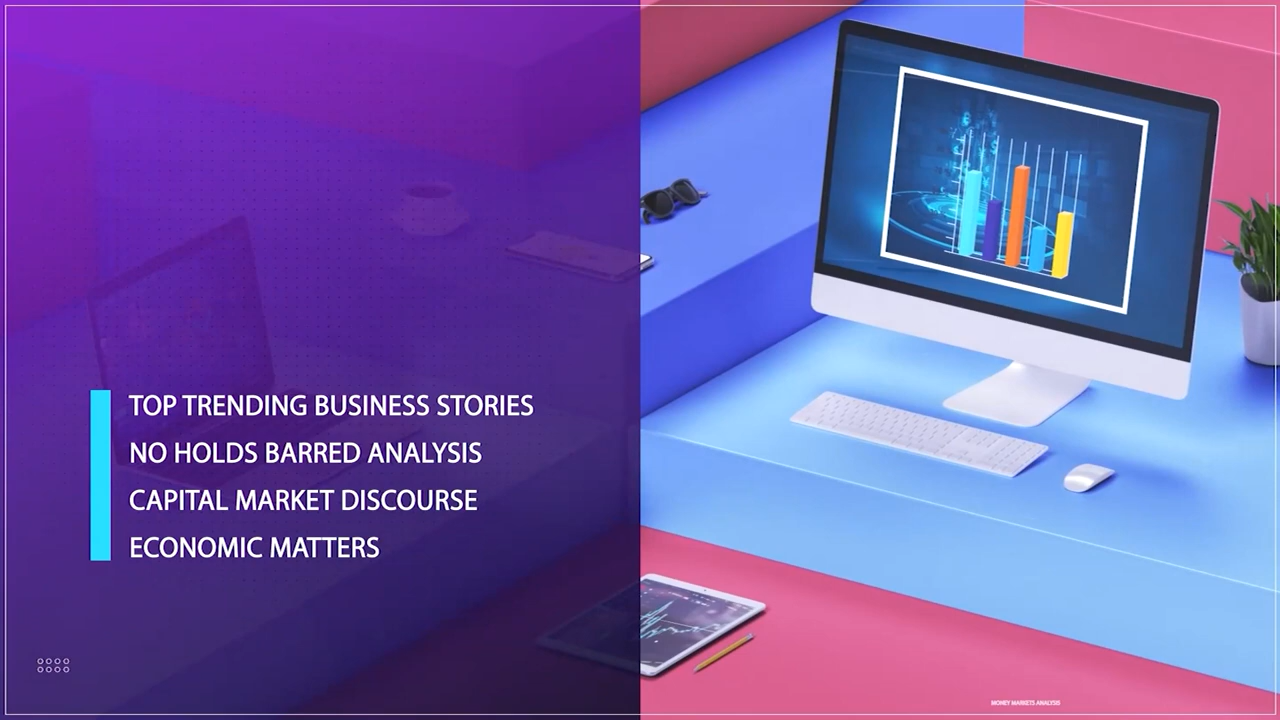 TOP TRENDING BUSINESS STORIES
NO HOLDS BARRED ANALYSIS
CAPITAL MARKET DISCOURSE
ECONOMIC MATTERS
MONEY MARKETS ANALYSIS